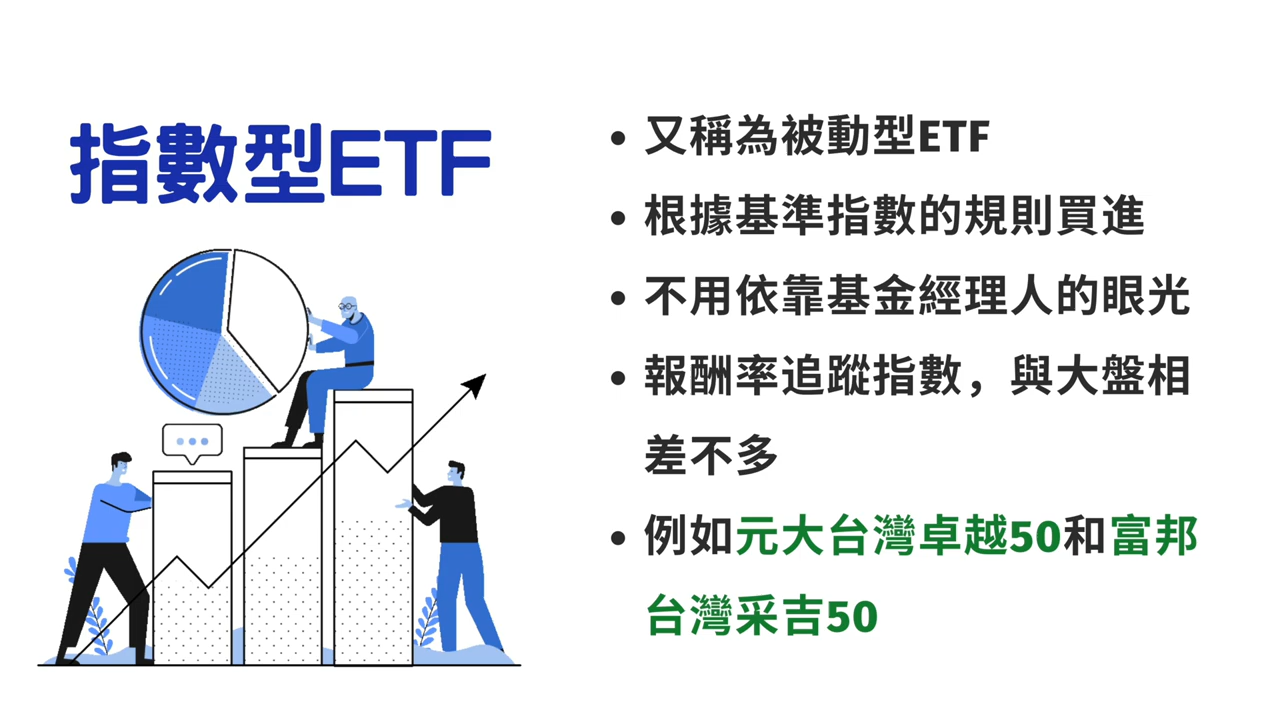 指數型ETF
又稱為被動型ETF
根據基準指數的規則買進
不用依靠基金經理人的眼光
報酬率追蹤指數，與大盤相
差不多
例如元大台灣卓越50和富邦
台灣采吉50